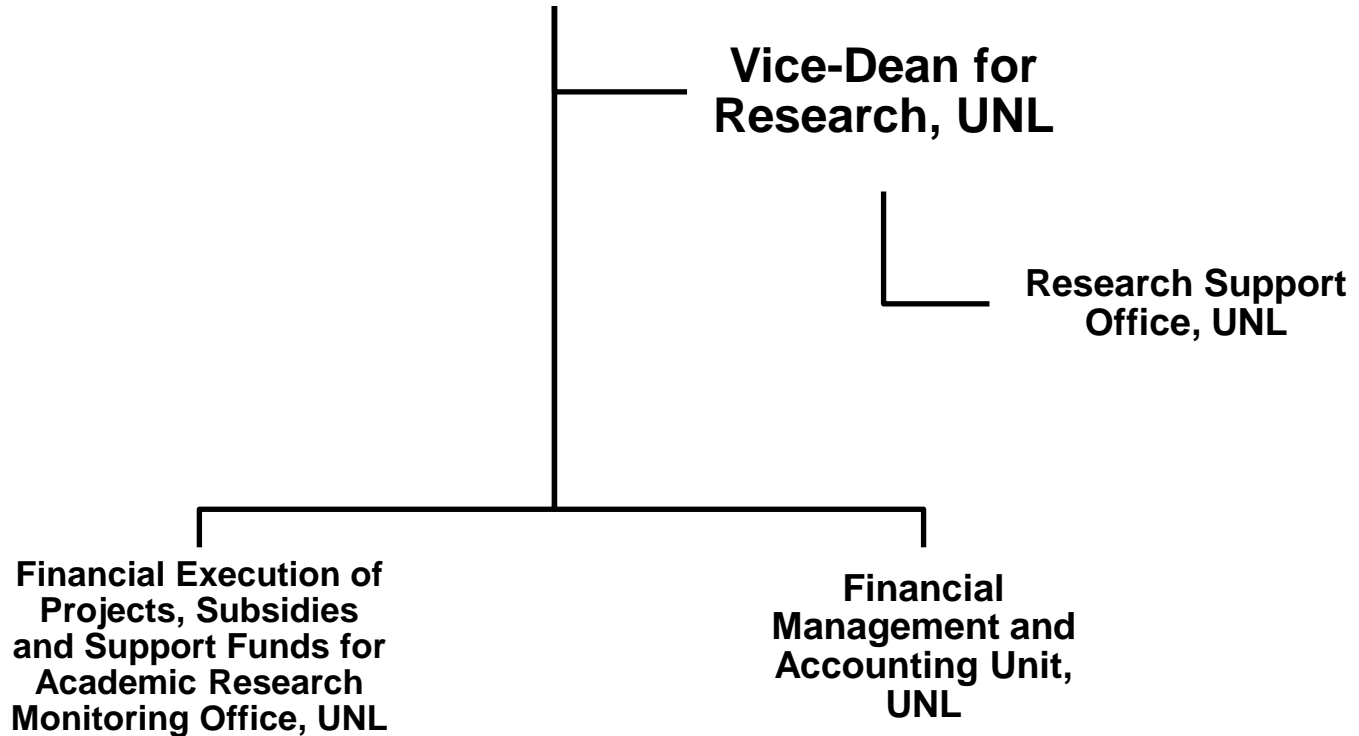 Vice-Dean for
Research, UNL
Research Support
Office, UNL
Financial Execution of
Projects, Subsidies
and Support Funds for
Academic Research
Monitoring Office, UNL
Financial
Management and
Accounting Unit,
UNL